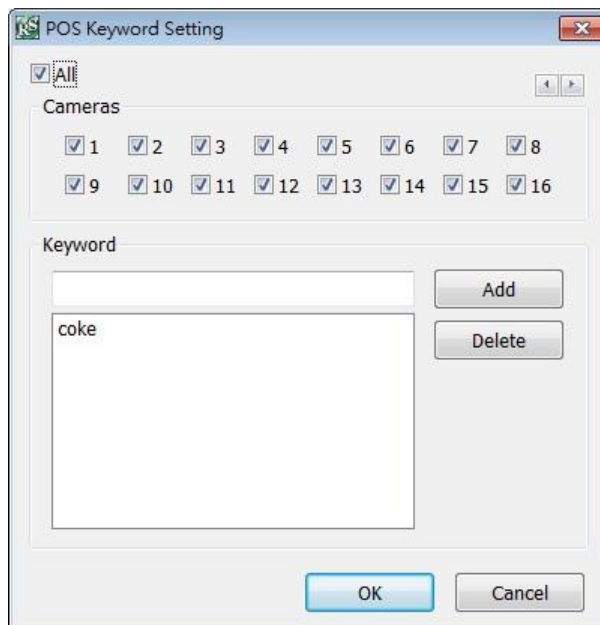 RS POS Keyword Setting
All
Cameras
1 2 3 4 5 6 7 8
9 10 11 12 13 14 15 16
Keyword
Add
coke
Delete
OK Cancel